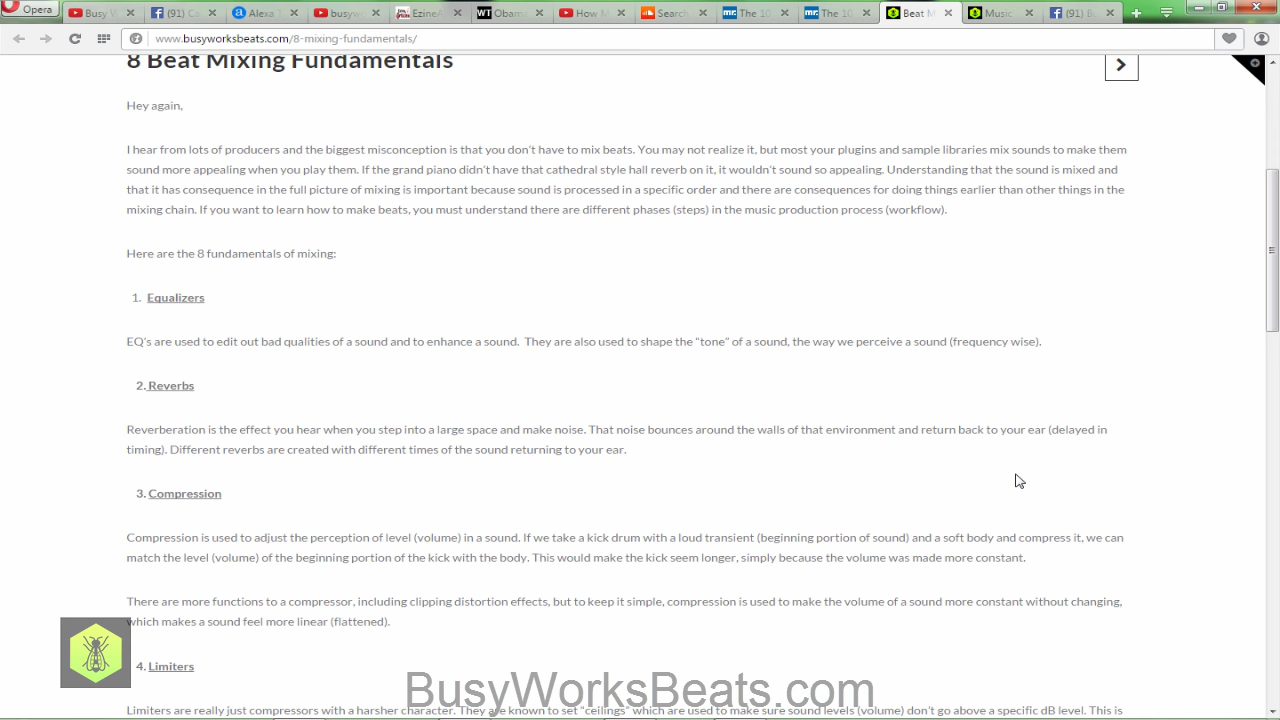 Opera
Busy W
(91) Ca
Alexa T
busywo
EzineA
Obama
How M
Search
The 10
The 10
Beat M
Music
(91) Bu
www.busyworksbeats.com/8-mixing-fundamentals/
8 Beat Mixing Fundamentals
Hey again,
I hear from lots of producers and the biggest misconception is that you don't have to mix beats. You may not realize it, but most your plugins and sample libraries mix sounds to make them
sound more appealing when you play them. If the grand piano didn't have that cathedral style hall reverb on it, it wouldn't sound so appealing. Understanding that the sound is mixed and
that it has consequence in the full picture of mixing is important because sound is processed in a specific order and there are consequences for doing things earlier than other things in the
mixing chain. If you want to learn how to make beats, you must understand there are different phases (steps) in the music production process (workflow).
Here are the 8 fundamentals of mixing:
1. Equalizers
EQ's are used to edit out bad qualities of a sound and to enhance a sound. They are also used to shape the "tone" of a sound, the way we perceive a sound (frequency wise).
2. Reverbs
Reverberation is the effect you hear when you step into a large space and make noise. That noise bounces around the walls of that environment and return back to your ear (delayed in
timing). Different reverbs are created with different times of the sound returning to your ear.
3. Compression
Compression is used to adjust the perception of level (volume) in a sound. If we take a kick drum with a loud transient (beginning portion of sound) and a soft body and compress it, we can
match the level (volume) of the beginning portion of the kick with the body. This would make the kick seem longer, simply because the volume was made more constant.
There are more functions to a compressor, including clipping distortion effects, but to keep it simple, compression is used to make the volume of a sound more constant without changing,
which makes a sound feel more linear (flattened).
4. Limiters
BusyWorksBeats.com
Limiters are really just compressors with a harsher character. They are known to set "ceilings" which are used to make sure sound levels (volume) don't go above a specific dB level. This is